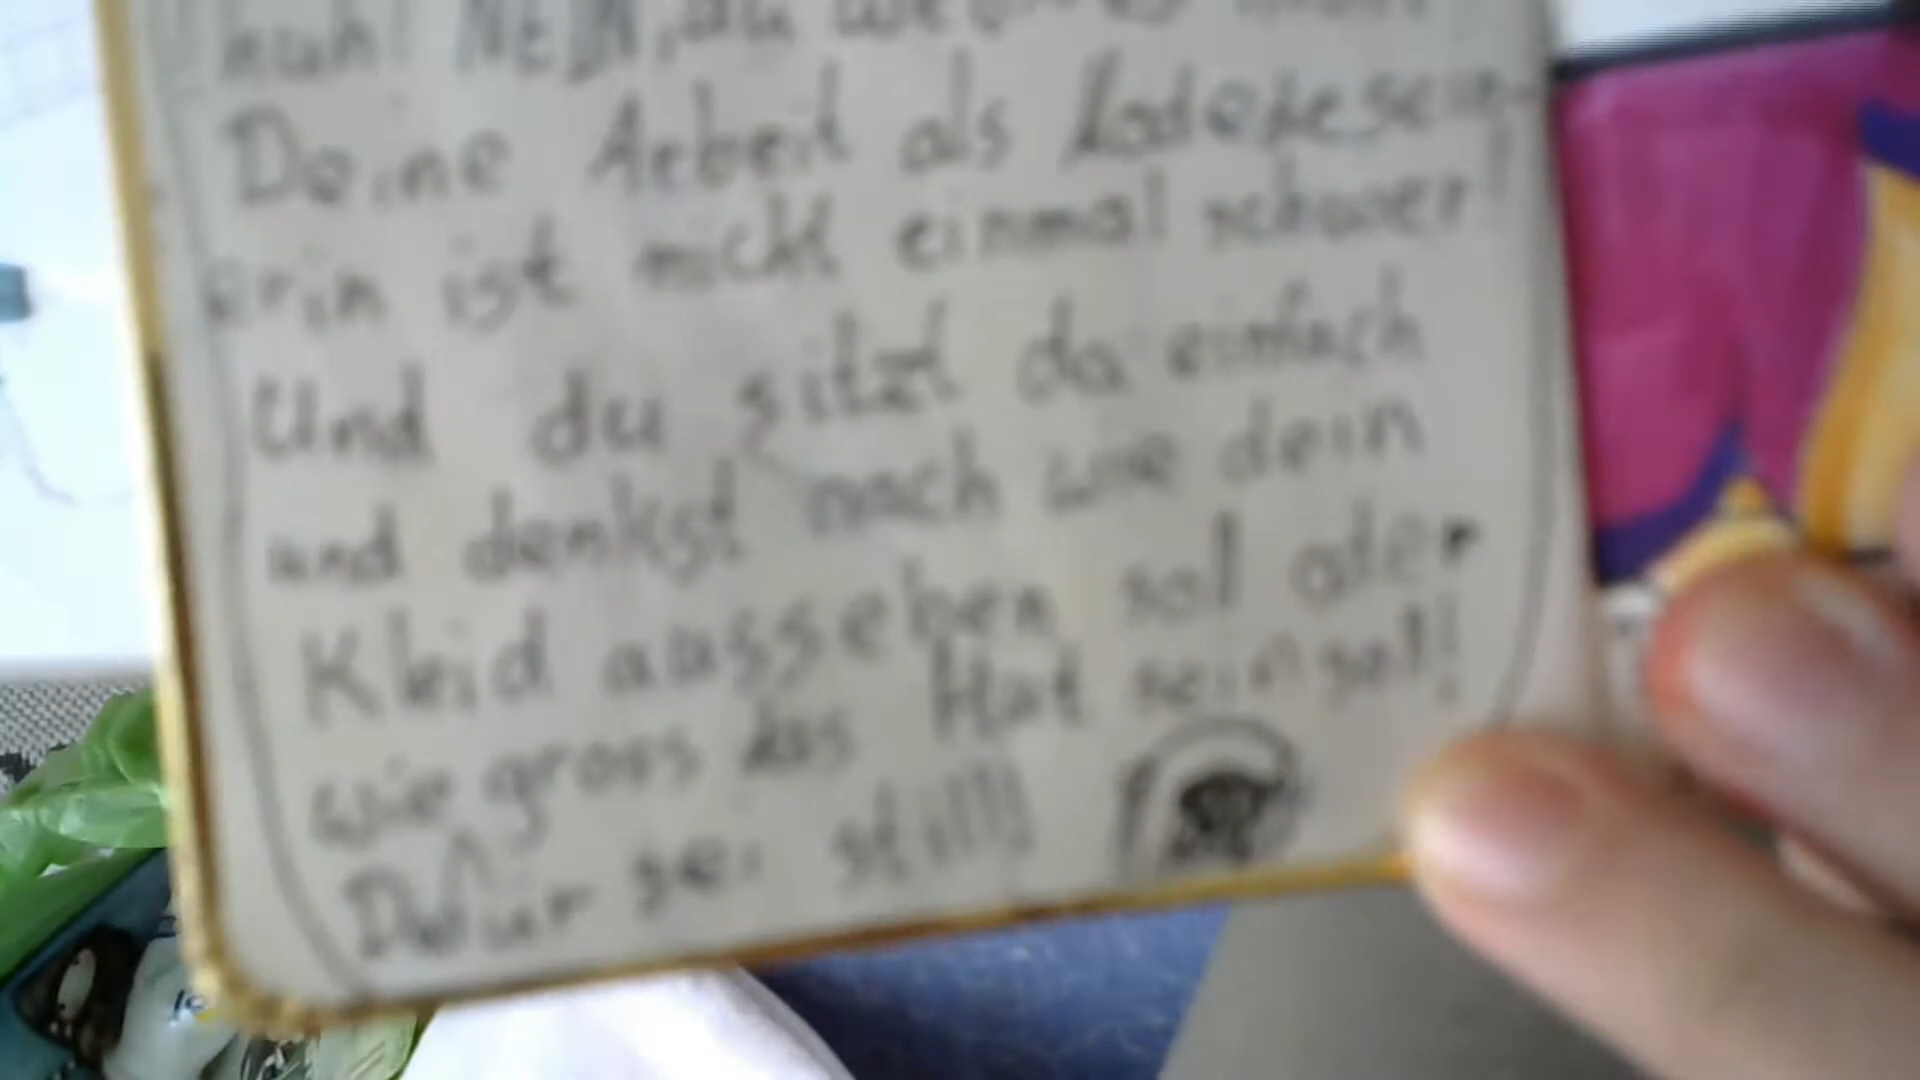 Deine Arbeit als
erin ist nicht einmal schwer!
Und du sitzt da einfach
und denkst nach wie dein
Kleid aussehen sol oder
wie gross das Hut sein sol!
Dafür sei still!